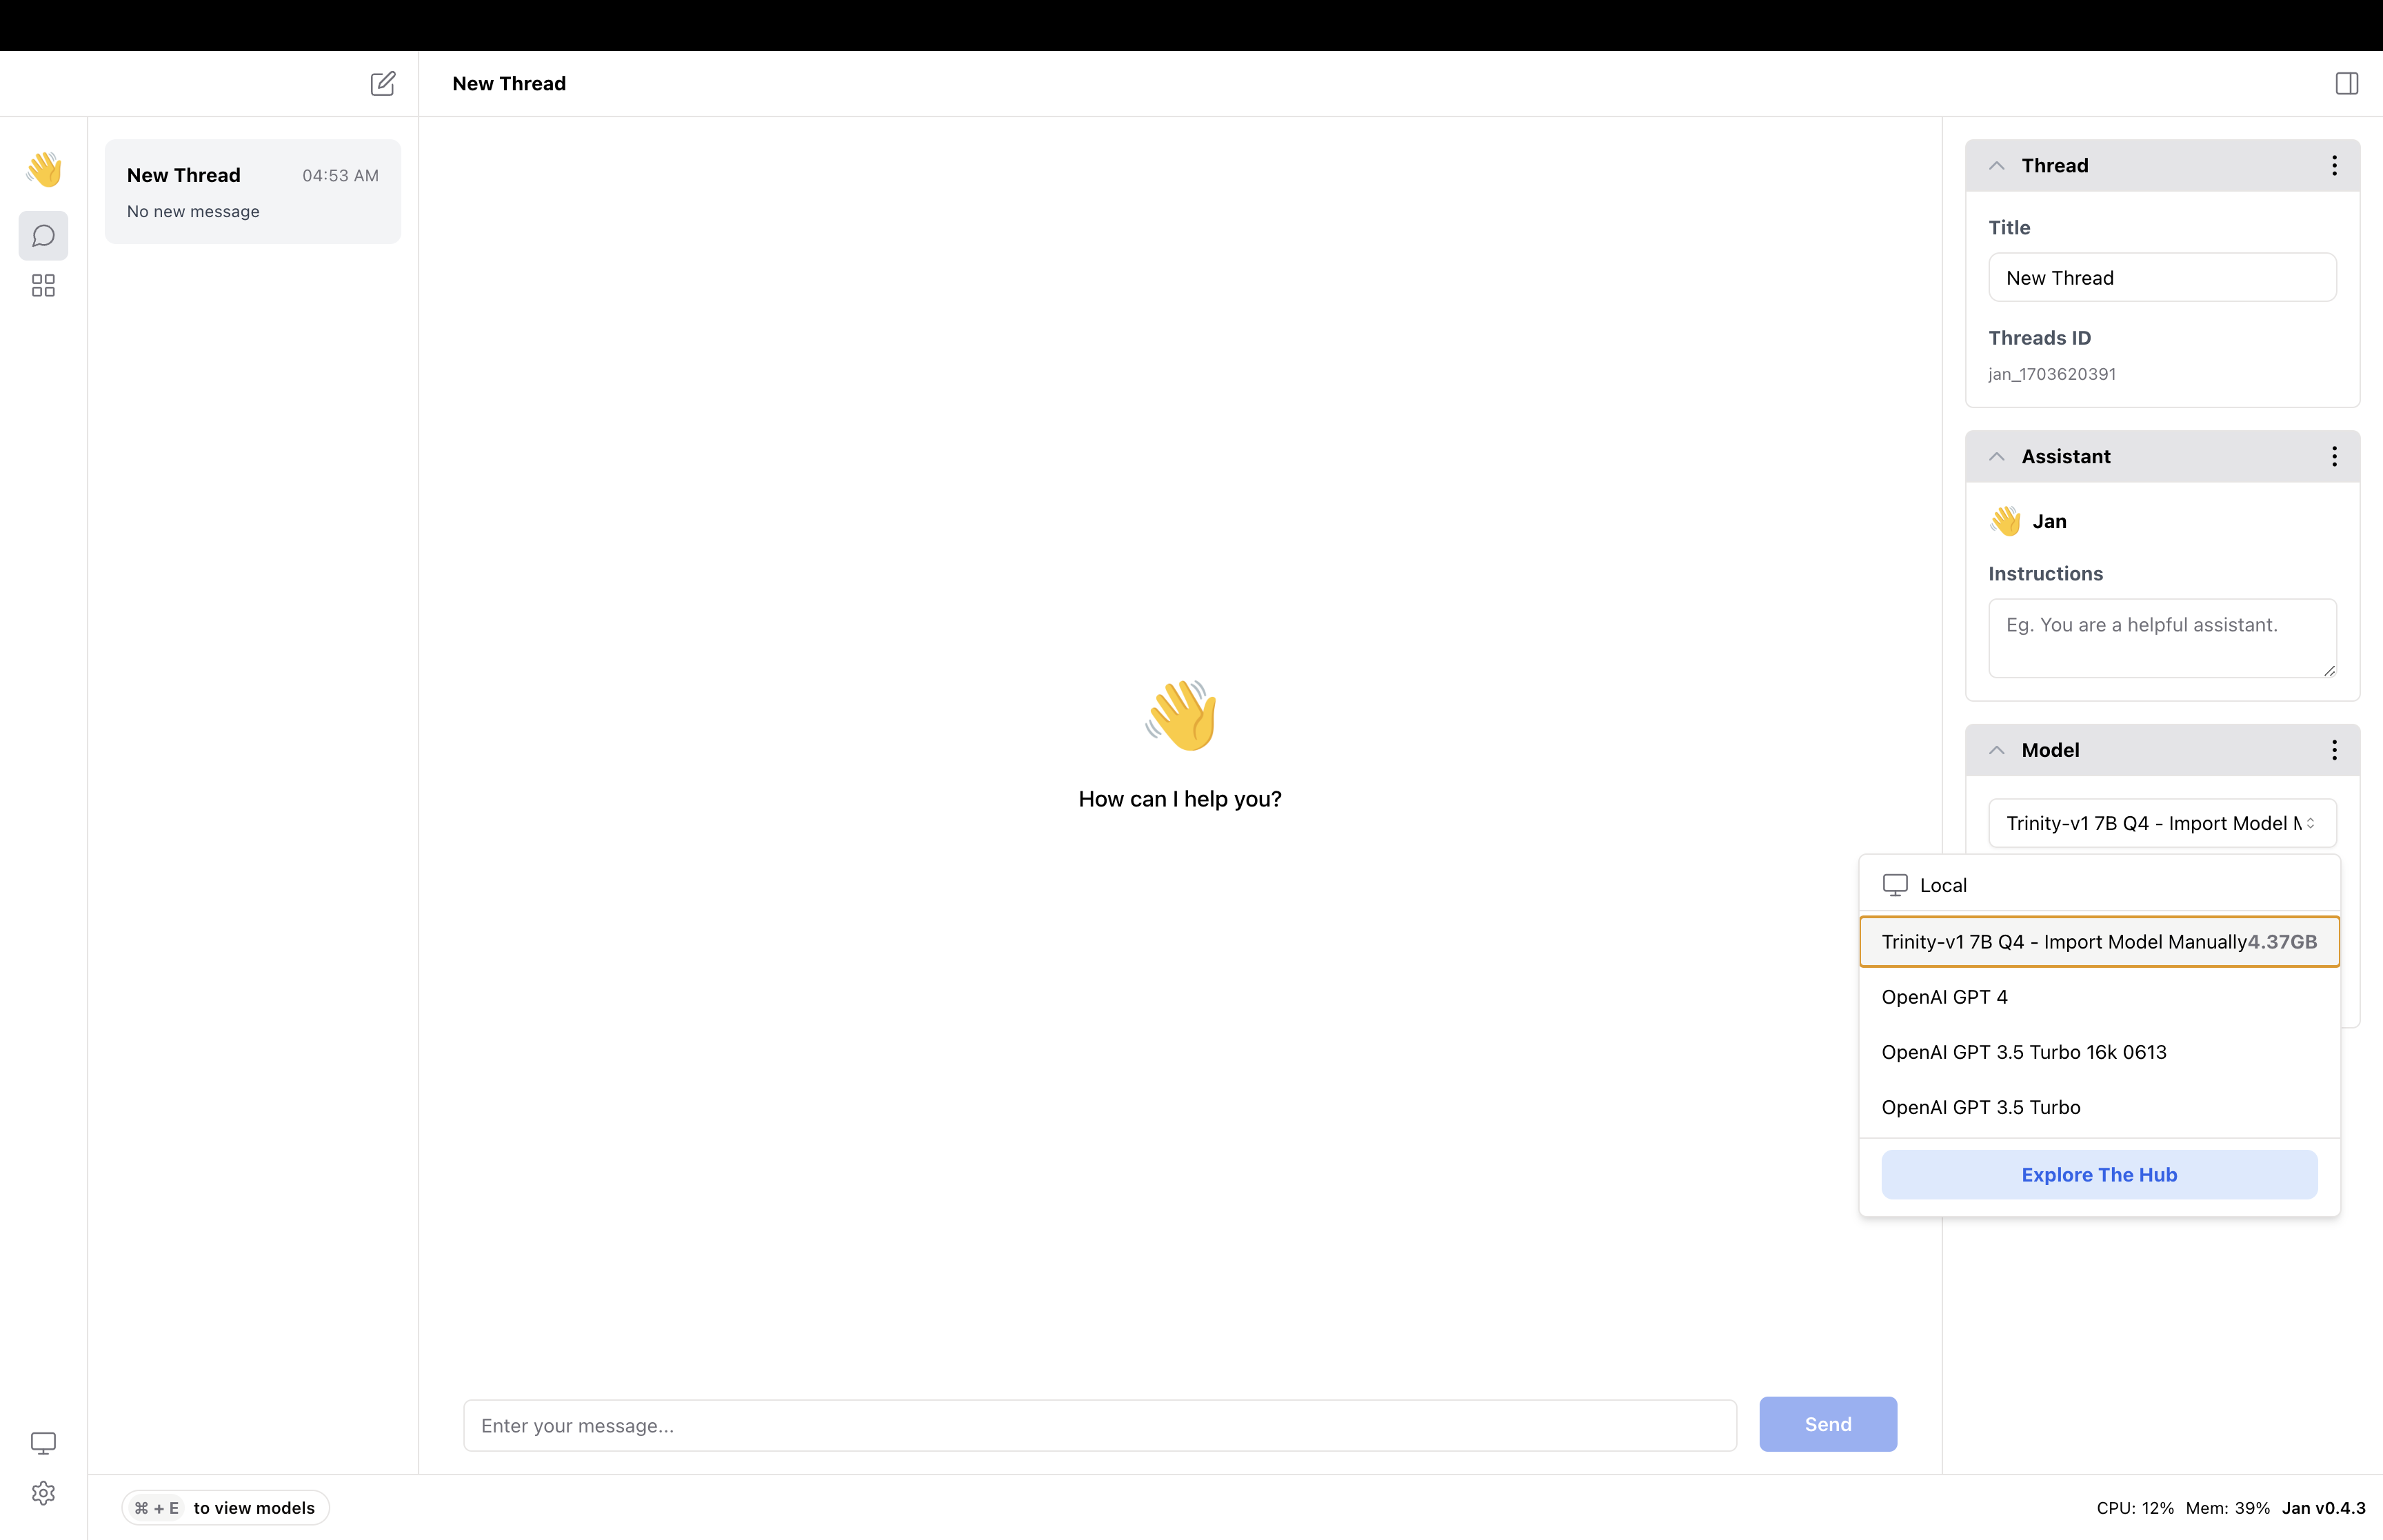 New Thread
New Thread 04:53 AM
No new message
Thread
Title
New Thread
Threads ID
jan_1703620391
Assistant
Jan
Instructions
Eg. You are a helpful assistant.
Model
Trinity-v1 7B Q4 - Import Model
Local
Trinity-v1 7B Q4 - Import Model Manually 4.37GB
OpenAI GPT 4
OpenAI GPT 3.5 Turbo 16k 0613
OpenAI GPT 3.5 Turbo
Explore The Hub
How can I help you?
Enter your message...
Send
⌘ + E to view models
CPU: 12% Mem: 39% Jan v0.4.3